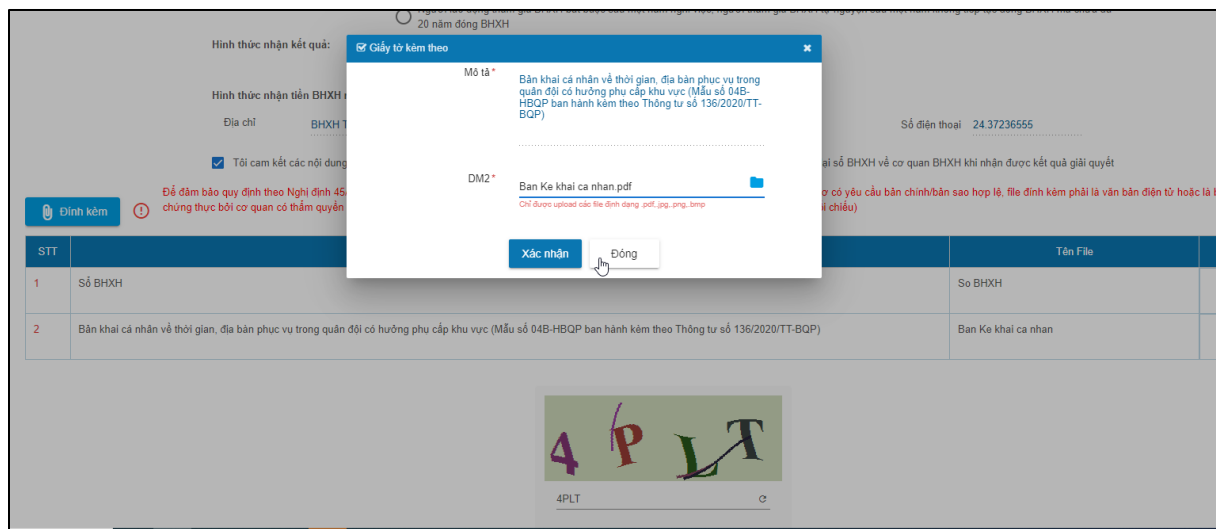 20 năm đóng BHXH
Hình thức nhận kết quả:
Giấy tờ kèm theo
Mô tả *
Bản khai cá nhân về thời gian, địa bàn phục vụ trong
quân đội có hưởng phụ cấp khu vực (Mẫu số 04B-
HBQP ban hành kèm theo Thông tư số 136/2020/TT-
BQP)
Hình thức nhận tiền BHXH
Địa chỉ
BHXH T
Số điện thoại 24.37236555
Tôi cam kết các nội dung
ại sổ BHXH về cơ quan BHXH khi nhận được kết quả giải quyết
DM2 *
Ban Ke khai ca nhan.pdf
Chỉ được upload các file định dạng .pdf,.jpg,.png,.bmp
Để đảm bảo quy định theo Nghị định 45
có yêu cầu bản chính/bản sao hợp lệ, file đính kèm phải là văn bản điện tử hoặc là
Đính kèm
chứng thực bởi cơ quan có thẩm quyền
chiếu)
Xác nhận
Đóng
STT
Tên File
1
Sổ BHXH
So BHXH
2
Bản khai cá nhân về thời gian, địa bàn phục vụ trong quân đội có hưởng phụ cấp khu vực (Mẫu số 04B-HBQP ban hành kèm theo Thông tư số 136/2020/TT-BQP)
Ban Ke khai ca nhan
4PLT
4PLT